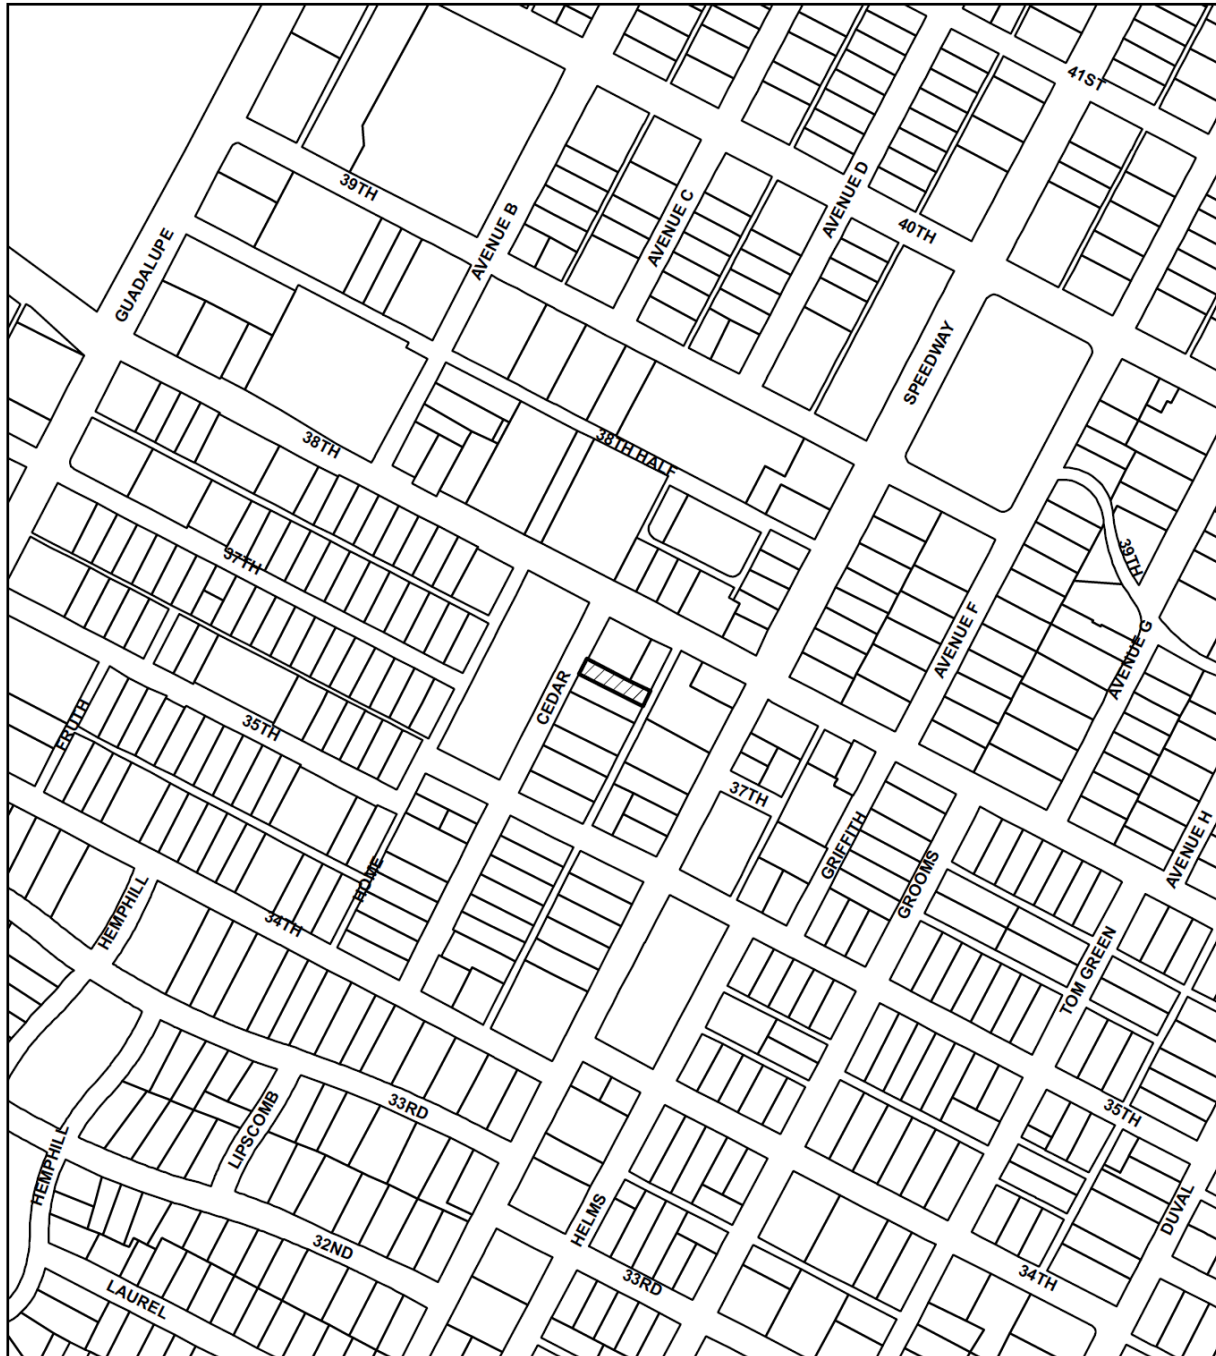 41ST
39TH
AVENUE D
AVENUE C
AVENUE B
40TH
GUADALUPE
SPEEDWAY
38TH
38TH HALF
39TH
37TH
AVENUE F
AVENUE G
CEDAR
FRUTH
35TH
37TH
GRIFFITH
AVENUE H
HOME
GROOMS
HEMPHILL
34TH
TOM GREEN
33RD
35TH
LIPSCOMB
HEMPHILL
HELMS
DUVAL
32ND
33RD
34TH
LAUREL